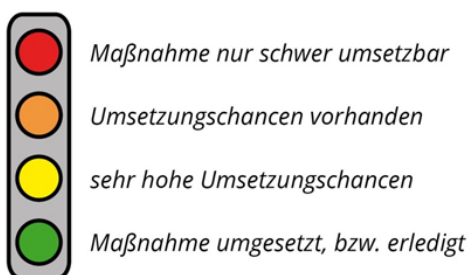 Maßnahme nur schwer umsetzbar
Umsetzungschancen vorhanden
sehr hohe Umsetzungschancen
Maßnahme umgesetzt, bzw. erledigt